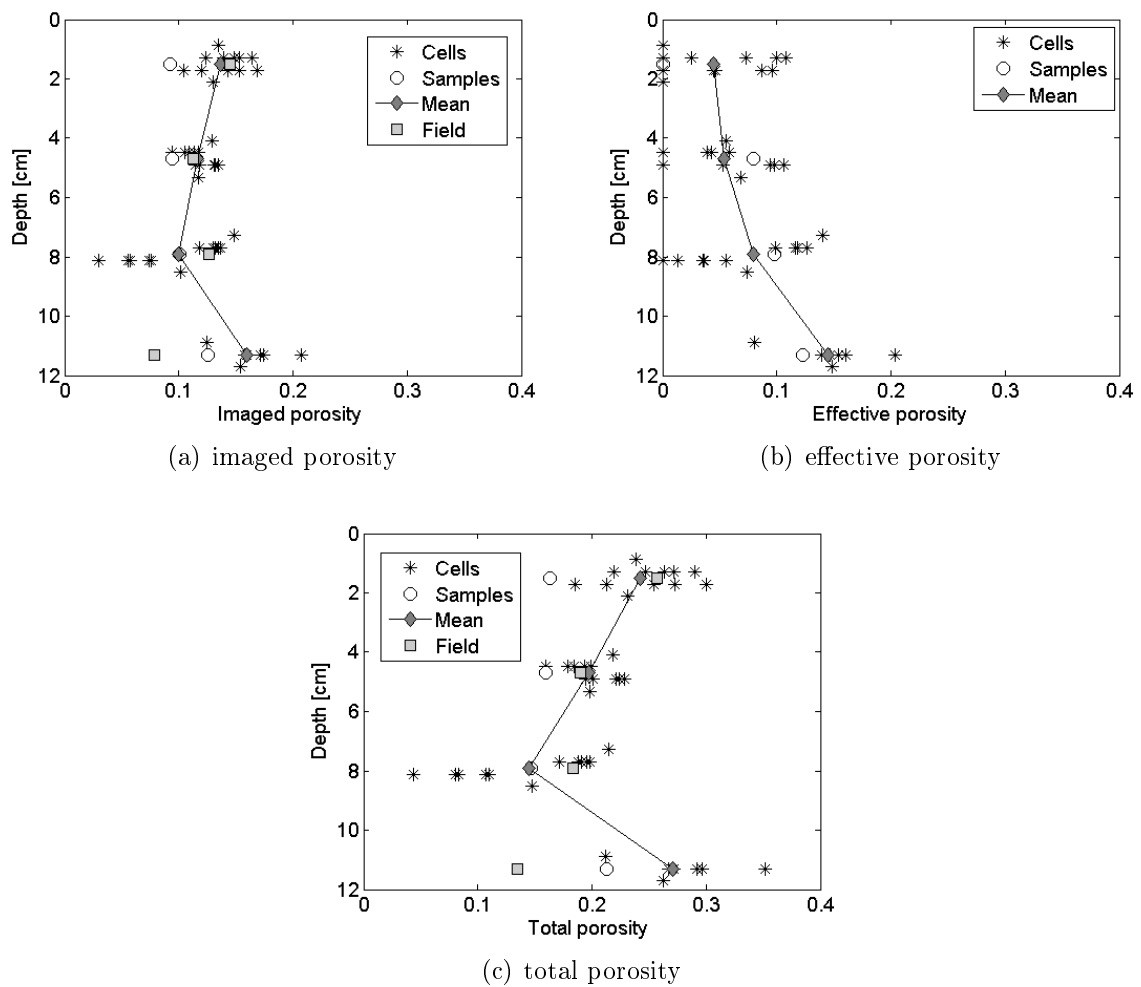 0
2
4
6
8
10
12
Depth [cm]
0
0.1
0.2
0.3
0.4
Imaged porosity
Cells
Samples
Mean
Field
(a) imaged porosity
0
2
4
6
8
10
12
Depth [cm]
0
0.1
0.2
0.3
0.4
Effective porosity
Cells
Samples
Mean
(b) effective porosity
0
2
4
6
8
10
12
Depth [cm]
0
0.1
0.2
0.3
0.4
Total porosity
Cells
Samples
Mean
Field
(c) total porosity